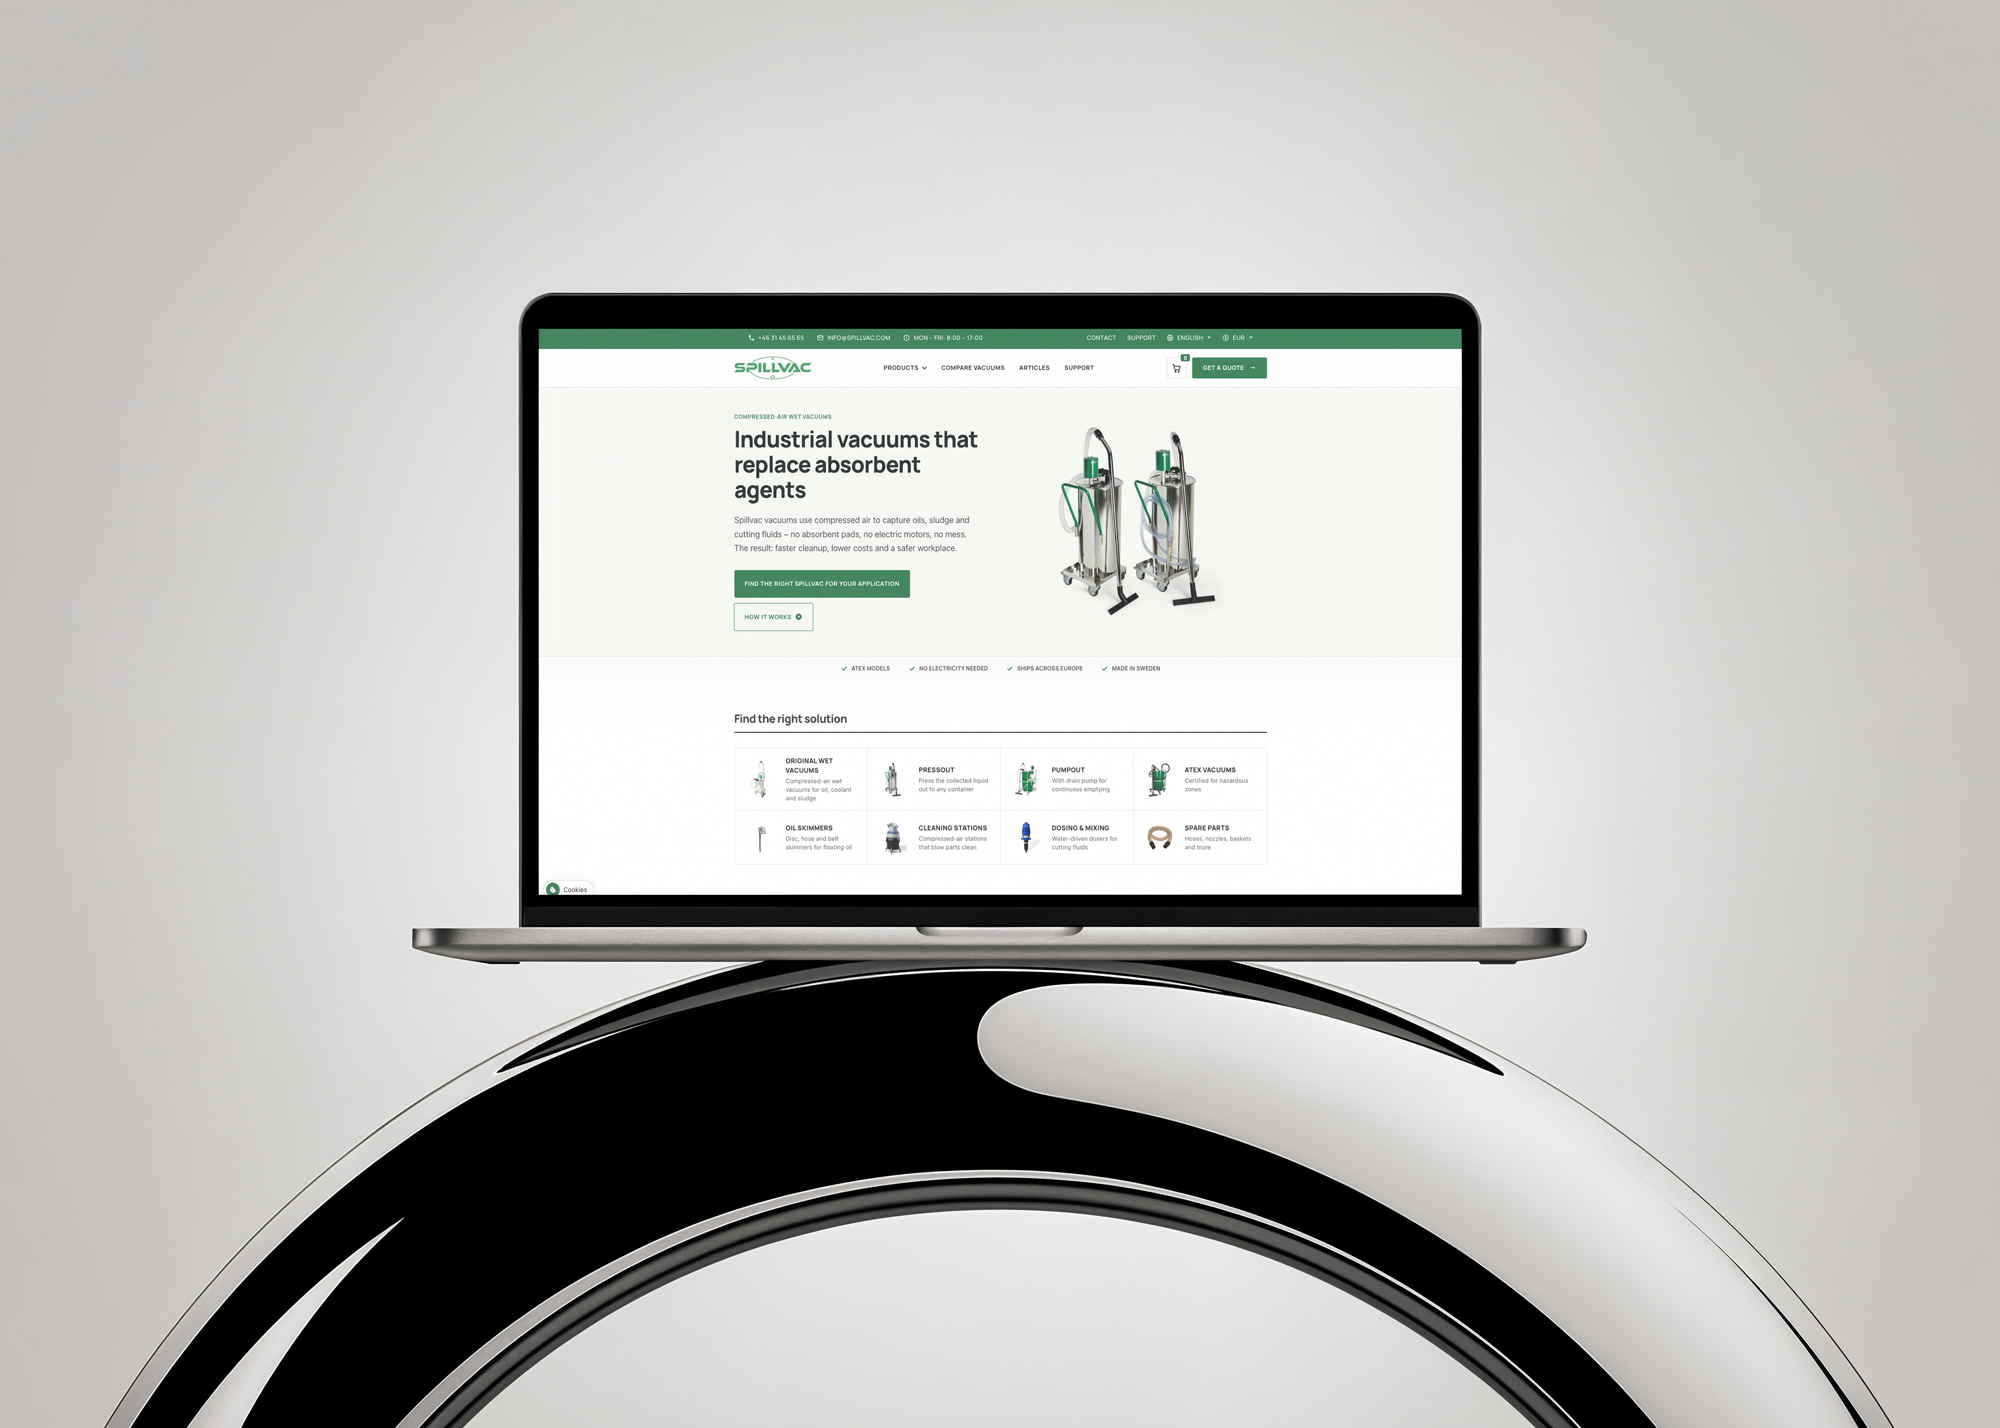 +46 31 45 65 65
INFO@SPILLVAC.COM
MON – FRI: 8:00 – 17:00
CONTACT
SUPPORT
ENGLISH
EUR
SPILLVAC
PRODUCTS
COMPARE VACUUMS
ARTICLES
SUPPORT
0
GET A QUOTE →
COMPRESSED-AIR WET VACUUMS
Industrial vacuums that
replace absorbent
agents
Spillvac vacuums use compressed air to capture oils, sludge and
cutting fluids – no absorbent pads, no electric motors, no mess.
The result: faster cleanup, lower costs and a safer workplace.
FIND THE RIGHT SPILLVAC FOR YOUR APPLICATION
HOW IT WORKS
ATEX MODELS
NO ELECTRICITY NEEDED
SHIPS ACROSS EUROPE
MADE IN SWEDEN
Find the right solution
ORIGINAL WET
VACUUMS
Compressed-air wet
vacuums for oil, coolant
and sludge
PRESSOUT
Press the collected liquid
out to any container
PUMPOUT
With drain pump for
continuous emptying
ATEX VACUUMS
Certified for hazardous
zones
OIL SKIMMERS
Disc, hose and belt
skimmers for floating oil
CLEANING STATIONS
Compressed-air stations
that blow parts clean
DOSING & MIXING
Water-driven dosers for
cutting fluids
SPARE PARTS
Hoses, nozzles, baskets
and more
Cookies